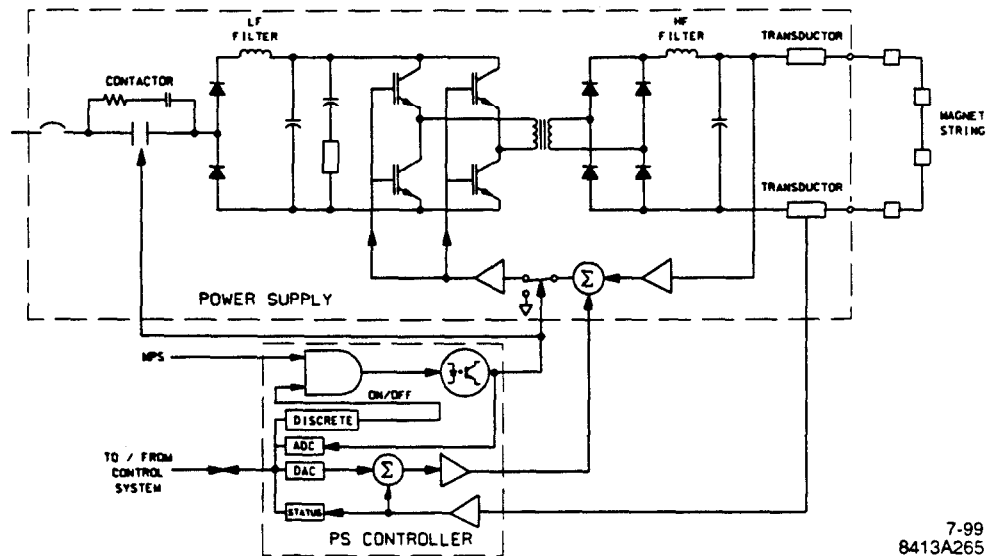 LF
FILTER
HF
FILTER
TRANSDUCTOR
CONTACTOR
MAGNET
STRING
TRANSDUCTOR
Σ
POWER SUPPLY
MPS
ON/OFF
DISCRETE
ADC
TO / FROM
CONTROL
SYSTEM
DAC
Σ
STATUS
PS CONTROLLER
7-99
8413A265